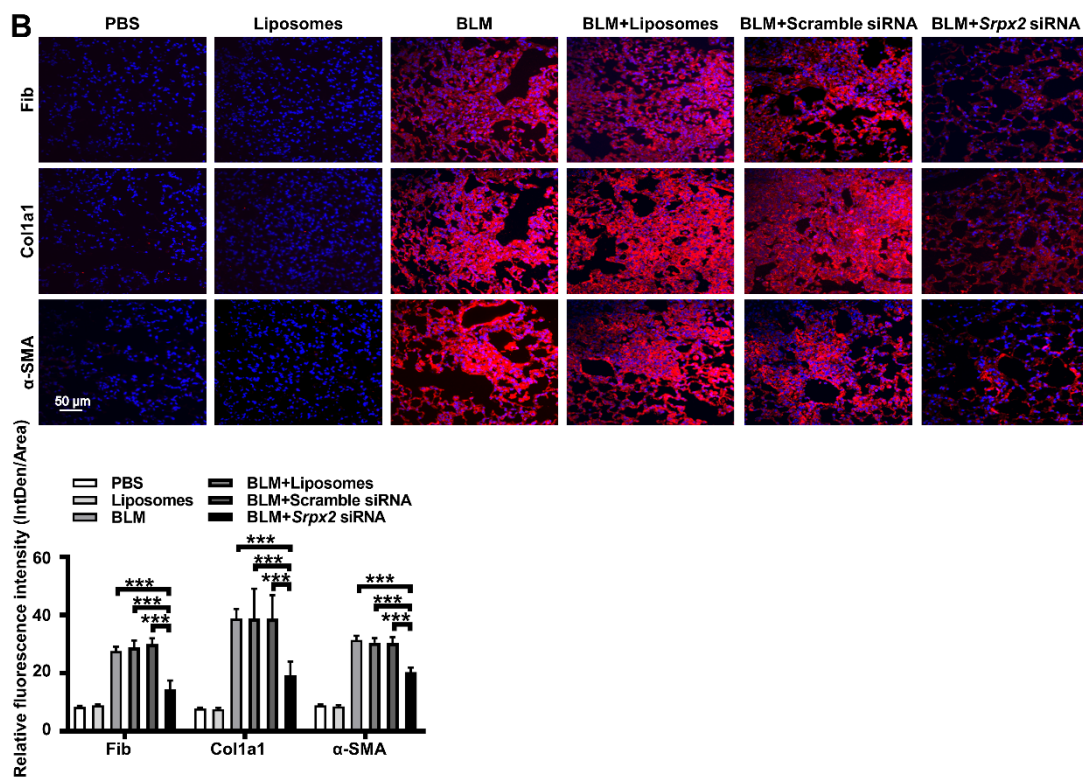 B
PBS Liposomes BLM BLM+Liposomes BLM+Scramble siRNA BLM+Srpx2 siRNA
Fib
Col1a1
α-SMA
50 μm
Relative fluorescence intensity (IntDen/Area)
PBS BLM+Liposomes
Liposomes BLM+Scramble siRNA
BLM BLM+Srpx2 siRNA
60
40
20
0
*** *** ***
*** *** ***
*** *** ***
Fib Col1a1 α-SMA